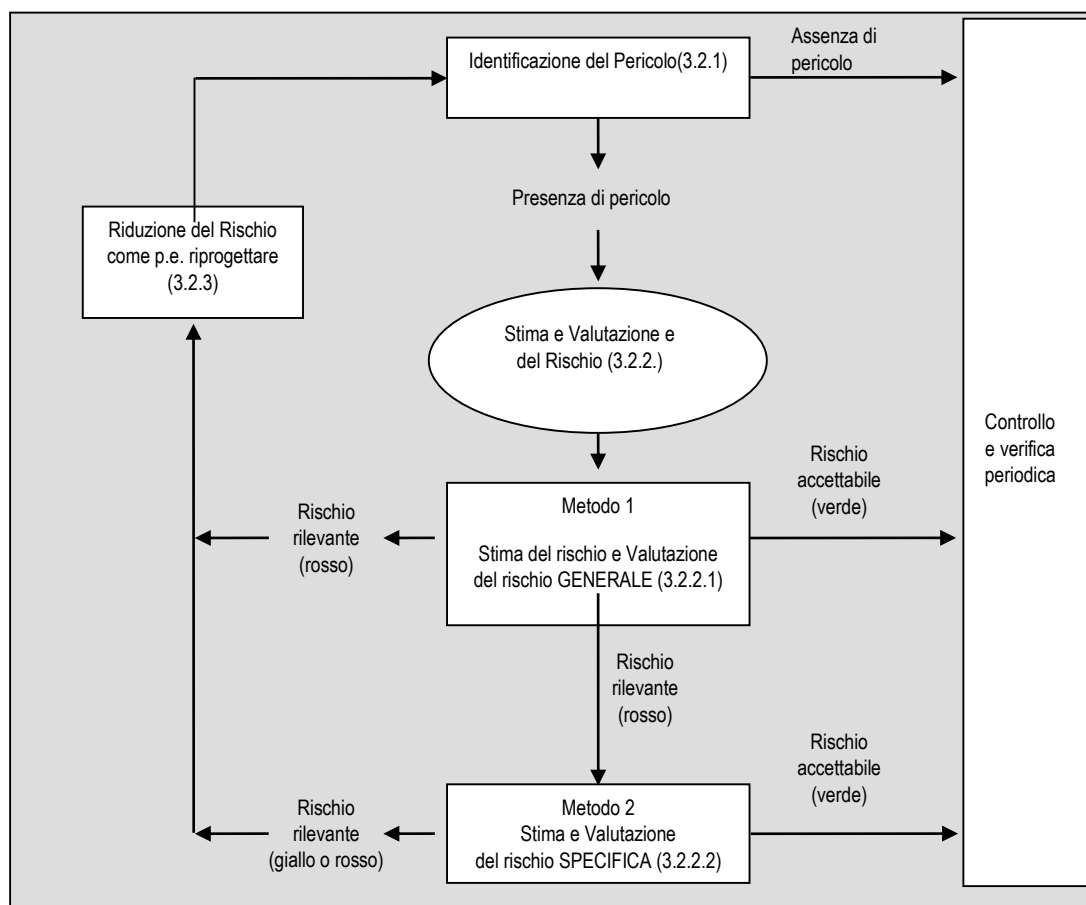 Identificazione del Pericolo(3.2.1)
Assenza di
pericolo
Presenza di pericolo
Riduzione del Rischio
come p.e. riprogettare
(3.2.3)
Stima e Valutazione e
del Rischio (3.2.2.)
Controllo
e verifica
periodica
Rischio
rilevante
(rosso)
Metodo 1
Stima del rischio e Valutazione
del rischio GENERALE (3.2.2.1)
Rischio
accettabile
(verde)
Rischio
rilevante
(rosso)
Rischio
rilevante
(giallo o rosso)
Metodo 2
Stima e Valutazione
del rischio SPECIFICA (3.2.2.2)
Rischio
accettabile
(verde)